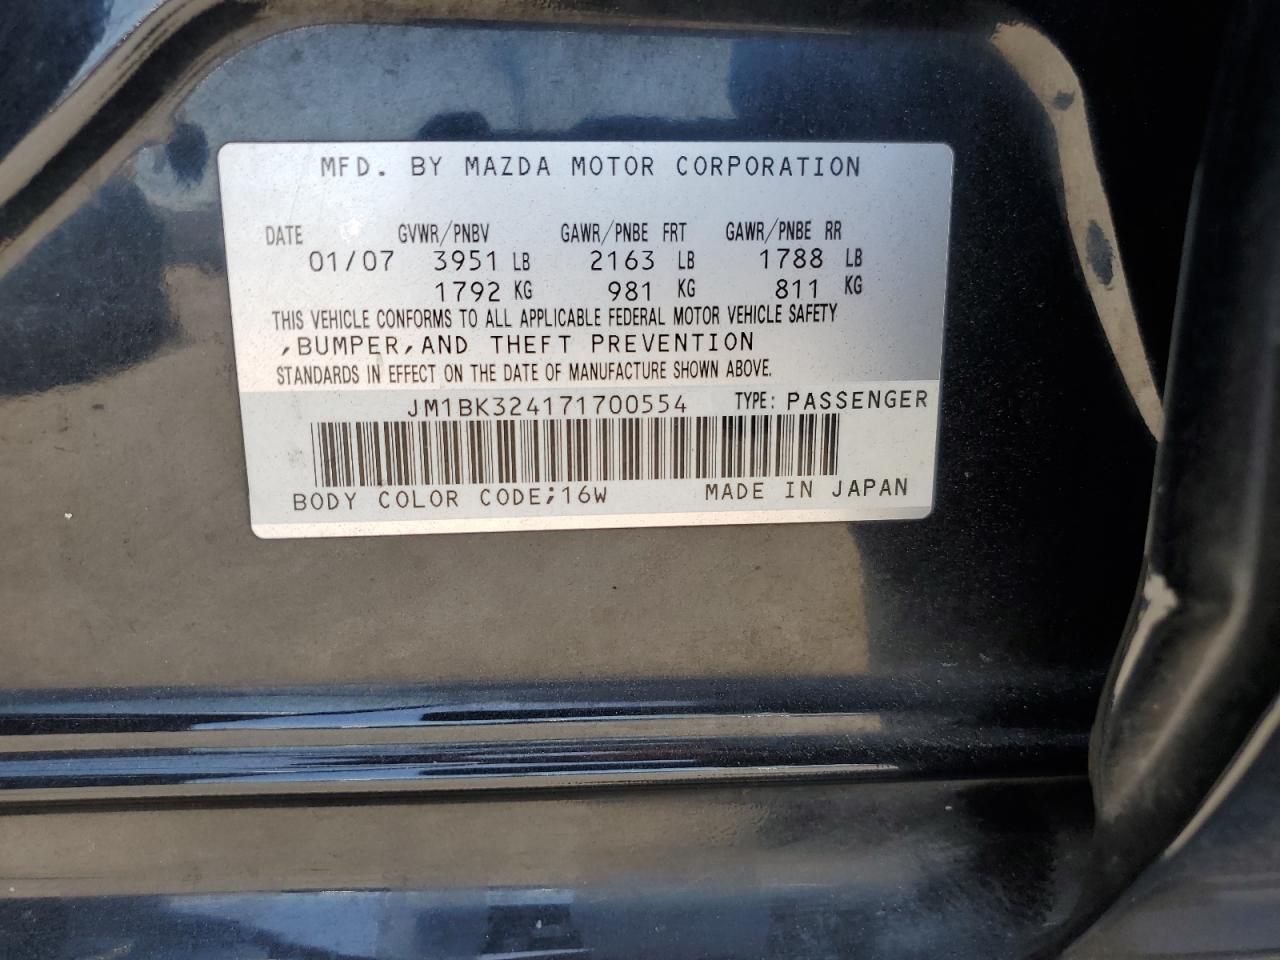 MFD. BY MAZDA MOTOR CORPORATION
DATE GVWR/PNBV GAWR/PNBE FRT GAWR/PNBE RR
01/07 3951 LB 2163 LB 1788 LB
1792 KG 981 KG 811 KG
THIS VEHICLE CONFORMS TO ALL APPLICABLE FEDERAL MOTOR VEHICLE SAFETY
,BUMPER,AND THEFT PREVENTION
STANDARDS IN EFFECT ON THE DATE OF MANUFACTURE SHOWN ABOVE.
JM1BK324171700554 TYPE: PASSENGER
BODY COLOR CODE;16W MADE IN JAPAN